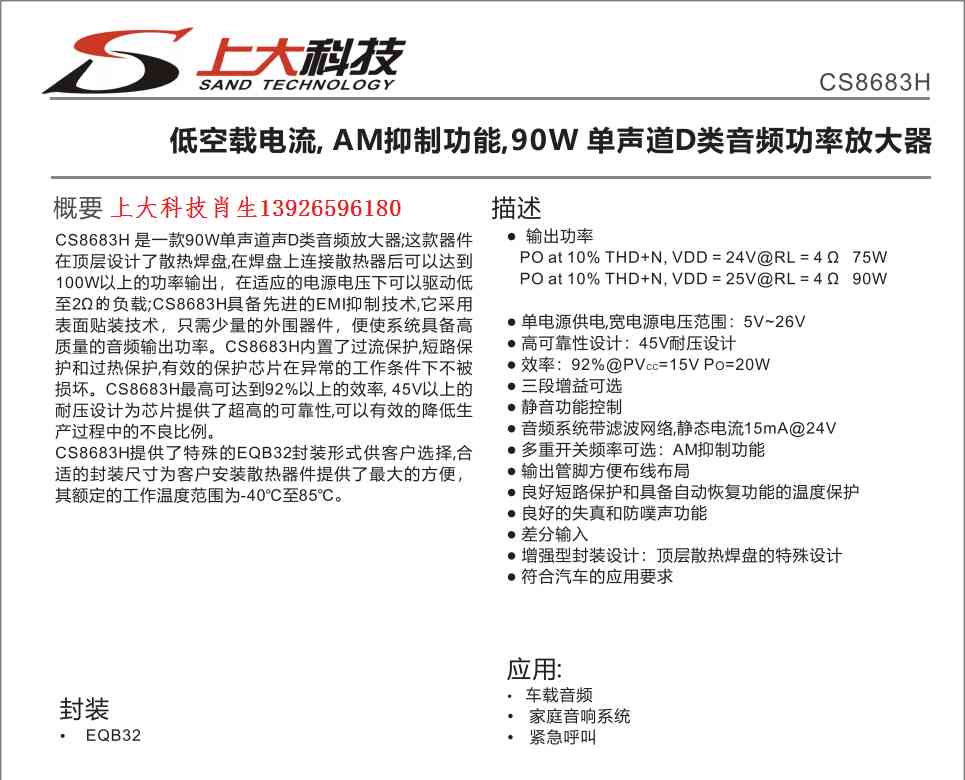 上大科技
SAND TECHNOLOGY
CS8683H
低空载电流, AM抑制功能,90W 单声道D类音频功率放大器
概要 上大科技肖生13926596180
CS8683H 是一款90W单声道声D类音频放大器;这款器件
在顶层设计了散热焊盘,在焊盘上连接散热器后可以达到
100W以上的功率输出，在适应的电源电压下可以驱动低
至2Ω的负载;CS8683H具备先进的EMI抑制技术,它采用
表面贴装技术，只需少量的外围器件，便使系统具备高
质量的音频输出功率。CS8683H内置了过流保护,短路保
护和过热保护,有效的保护芯片在异常的工作条件下不被
损坏。CS8683H最高可达到92%以上的效率, 45V以上的
耐压设计为芯片提供了超高的可靠性,可以有效的降低生
产过程中的不良比例。
CS8683H提供了特殊的EQB32封装形式供客户选择,合
适的封装尺寸为客户安装散热器件提供了最大的方便，
其额定的工作温度范围为-40℃至85℃。
封装
• EQB32
描述
● 输出功率
PO at 10% THD+N, VDD = 24V@RL = 4 Ω 75W
PO at 10% THD+N, VDD = 25V@RL = 4 Ω 90W
● 单电源供电,宽电源电压范围：5V~26V
● 高可靠性设计：45V耐压设计
● 效率：92%@PVCC=15V PO=20W
● 三段增益可选
● 静音功能控制
● 音频系统带滤波网络,静态电流15mA@24V
● 多重开关频率可选：AM抑制功能
● 输出管脚方便布线布局
● 良好短路保护和具备自动恢复功能的温度保护
● 良好的失真和防噗声功能
● 差分输入
● 增强型封装设计：顶层散热焊盘的特殊设计
● 符合汽车的应用要求
应用:
• 车载音频
• 家庭音响系统
• 紧急呼叫